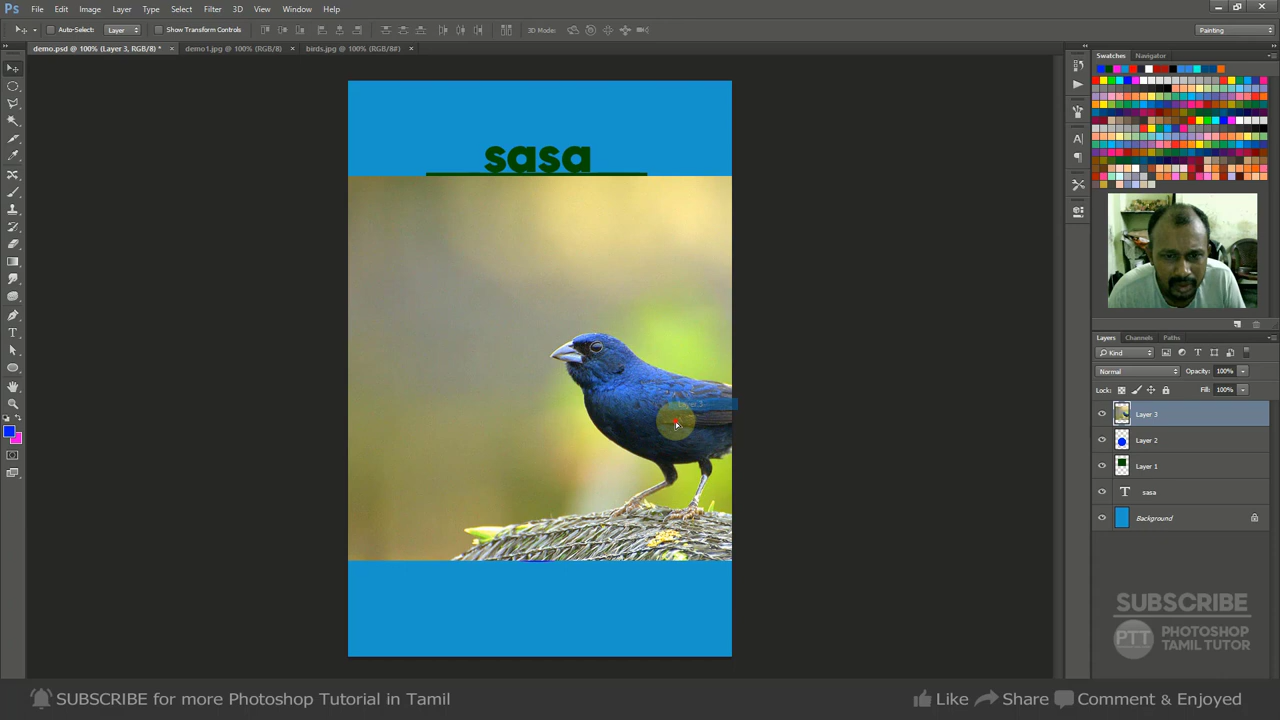 Ps File Edit Image Layer Type Select Filter 3D View Window Help
Auto-Select: Layer Show Transform Controls 3D Mode: Painting
demo.psd @ 100% (Layer 3, RGB/8) * × demo1.jpg @ 100% (RGB/8) × birds.jpg @ 100% (RGB/8#) ×
Swatches Navigator
sasa
Layers Channels Paths
Kind
Normal Opacity: 100%
Lock: Fill: 100%
Layer 3
Layer 2
Layer 1
T sasa
Background
SUBSCRIBE
PTT PHOTOSHOP
TAMIL TUTOR
SUBSCRIBE for more Photoshop Tutorial in Tamil Like Share Comment & Enjoyed